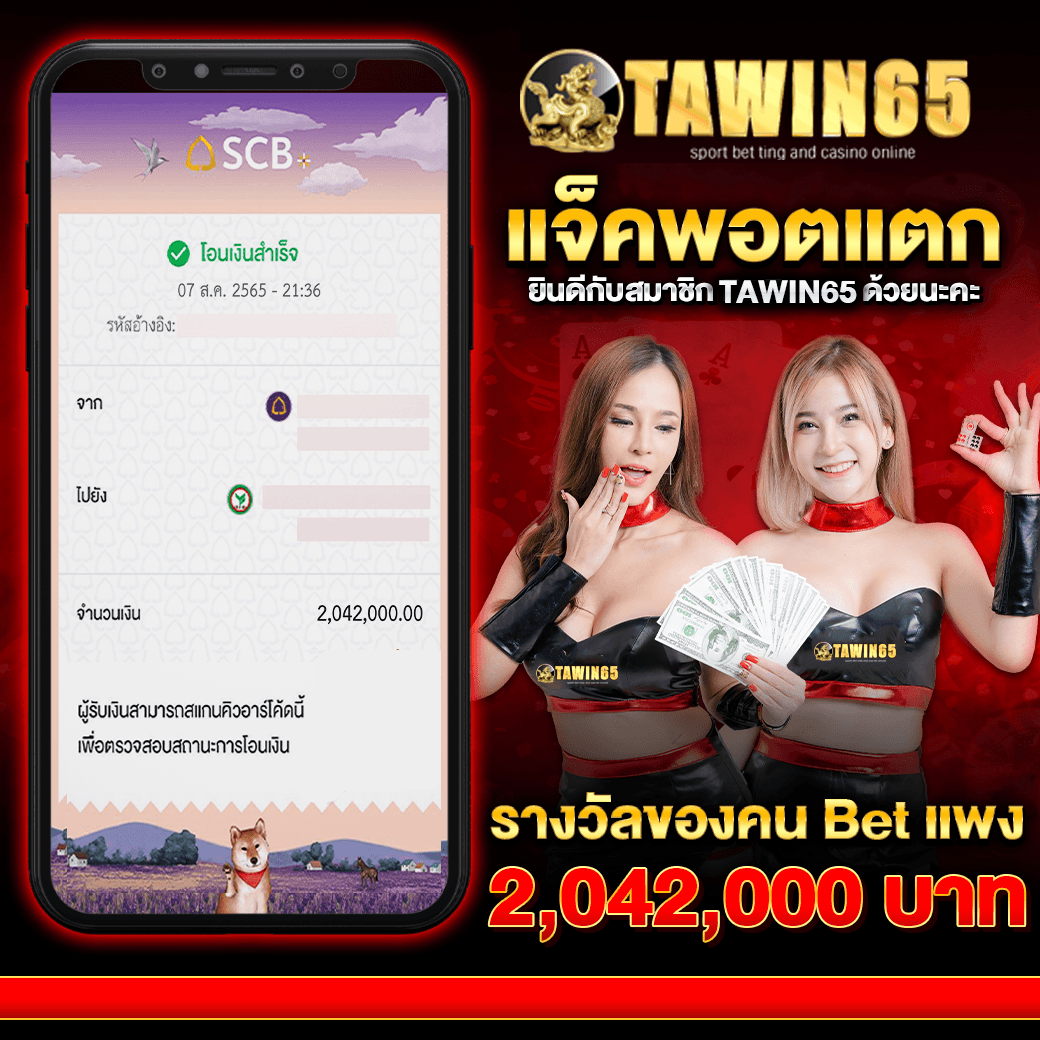 SCB+
โอนเงินสำเร็จ
07 ส.ค. 2565 - 21:36
รหัสอ้างอิง:
จาก
ไปยัง
จำนวนเงิน 2,042,000.00
ผู้รับเงินสามารถสแกนคิวอาร์โค้ดนี้
เพื่อตรวจสอบสถานะการโอนเงิน
TAWIN65
sport bet ting and casino online
แจ็คพอตแตก
ยินดีกับสมาชิก TAWIN65 ด้วยนะคะ
A
A
TAWIN65
TAWIN65
รางวัลของคน Bet แพง
2,042,000 บาท